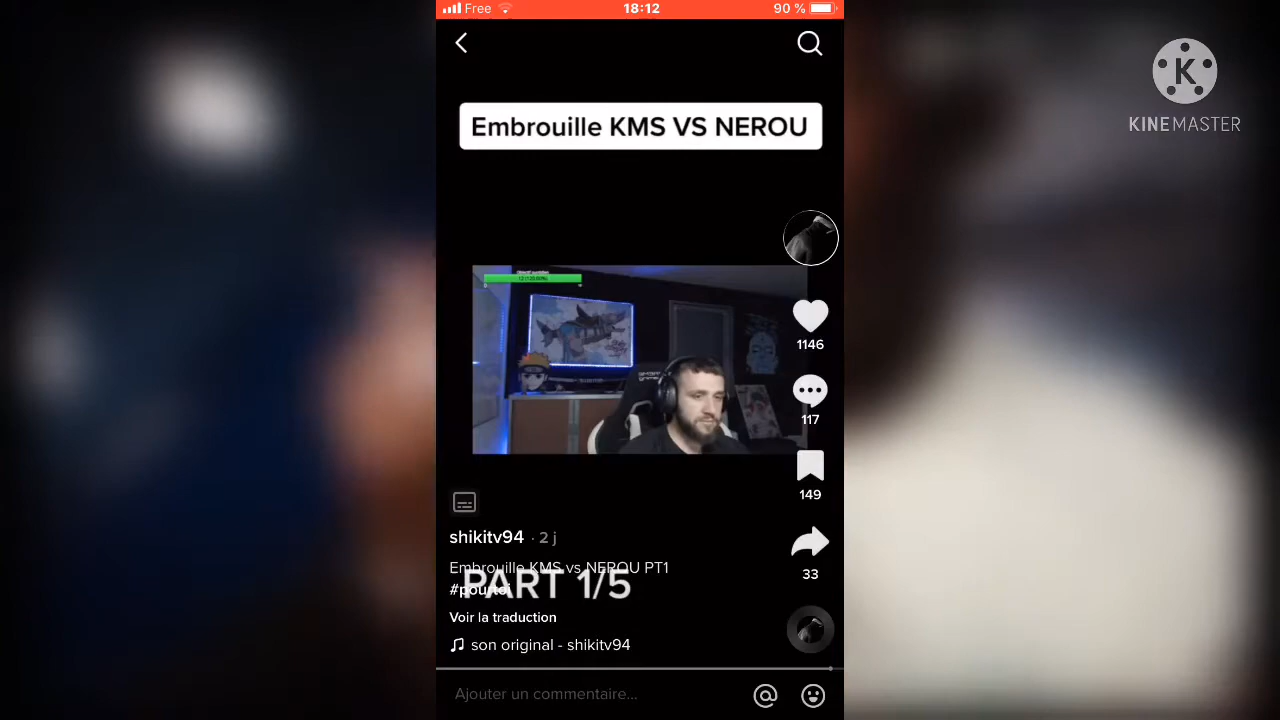 Free
18:12
90 %
K
KINEMASTER
Embrouille KMS VS NEROU
1146
117
149
33
shikitv94 · 2 j
Embrouille KMS vs NEROU PT1
PART 1/5
#pourtoi
Voir la traduction
son original - shikitv94
Ajouter un commentaire...